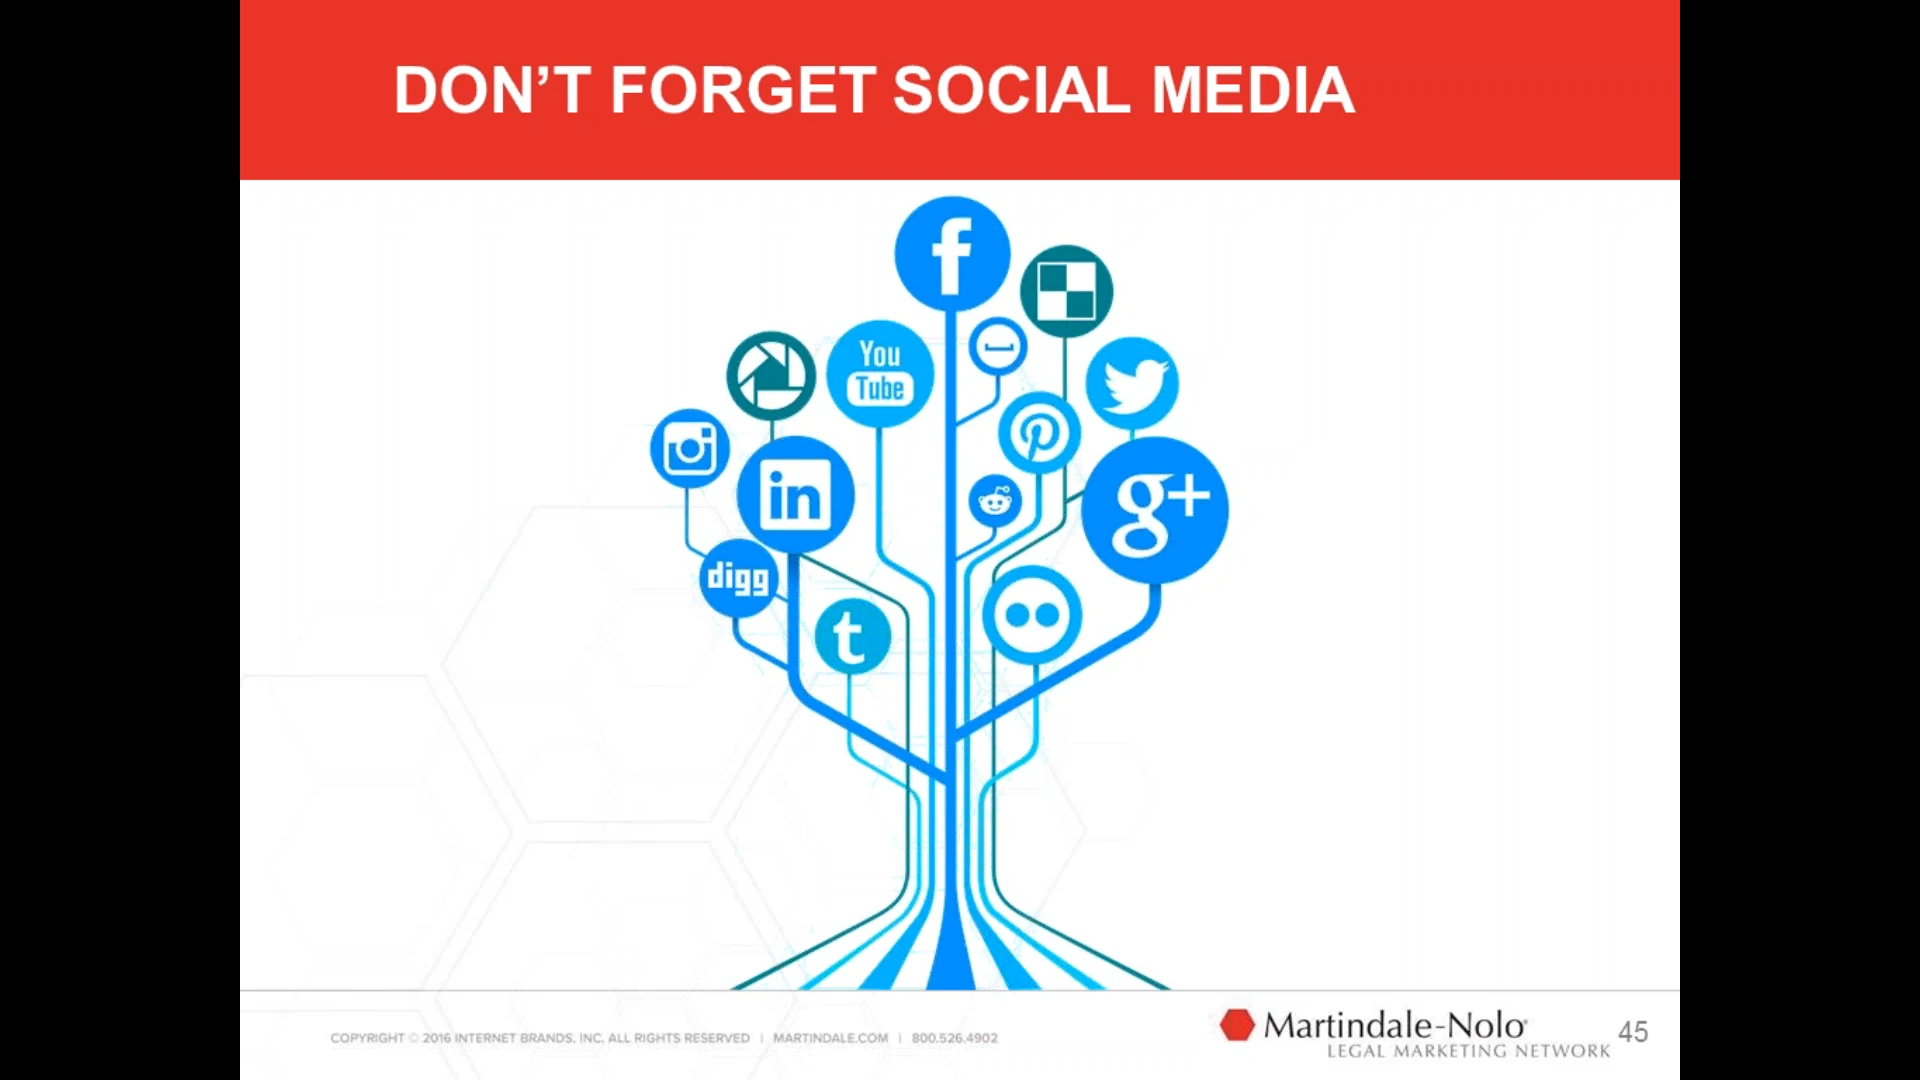 DON'T FORGET SOCIAL MEDIA
f
You
Tube
in
g+
digg
t
COPYRIGHT © 2016 INTERNET BRANDS, INC. ALL RIGHTS RESERVED | MARTINDALE.COM | 800.526.4902
Martindale-Nolo®
LEGAL MARKETING NETWORK
45